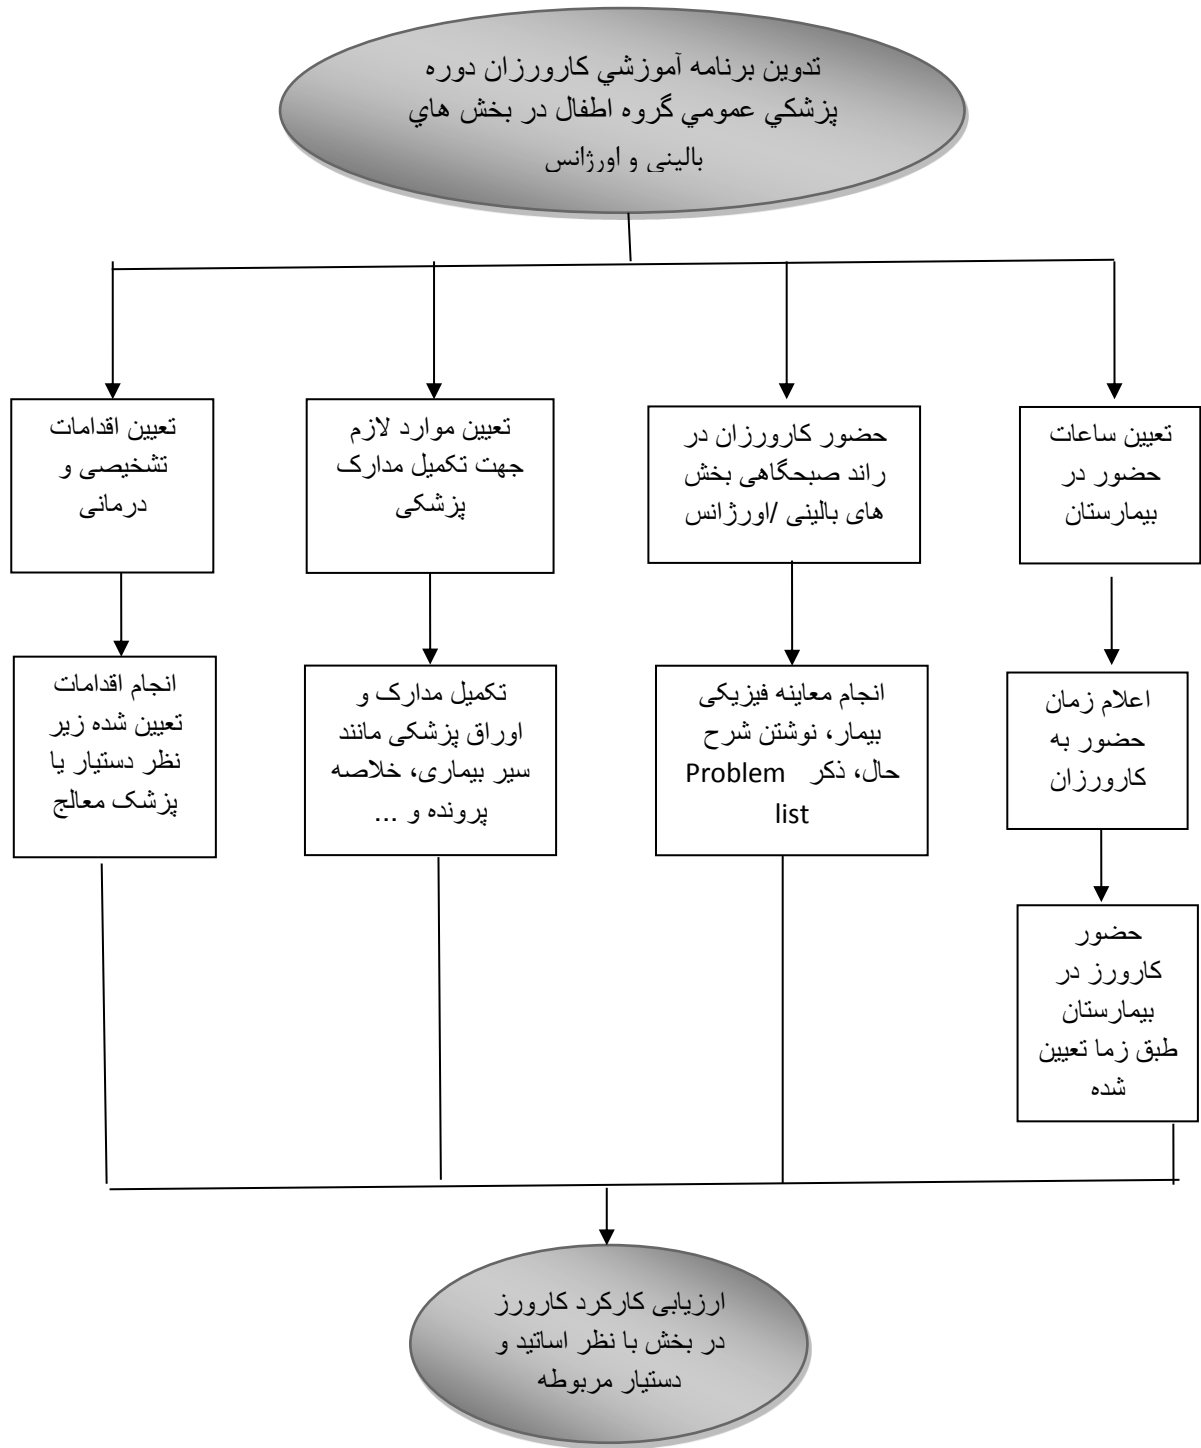 تدوين برنامه آموزشي كارورزان دوره
پزشكي عمومي گروه اطفال در بخش هاي
بالینی و اورژانس
تعیین ساعات
حضور در
بیمارستان
حضور کارورزان در
راند صبحگاهی بخش
های بالینی /اورژانس
تعیین موارد لازم
جهت تکمیل مدارک
پزشکی
تعیین اقدامات
تشخیصی و
درمانی
اعلام زمان
حضور به
کارورزان
انجام معاینه فیزیکی
بیمار، نوشتن شرح
حال، ذکر Problem
list
تکمیل مدارک و
اوراق پزشکی مانند
سیر بیماری، خلاصه
پرونده و ...
انجام اقدامات
تعیین شده زیر
نظر دستیار یا
پزشک معالج
حضور
کارورز در
بیمارستان
طبق زما تعیین
شده
ارزیابی کارکرد کارورز
در بخش با نظر اساتید و
دستیار مربوطه